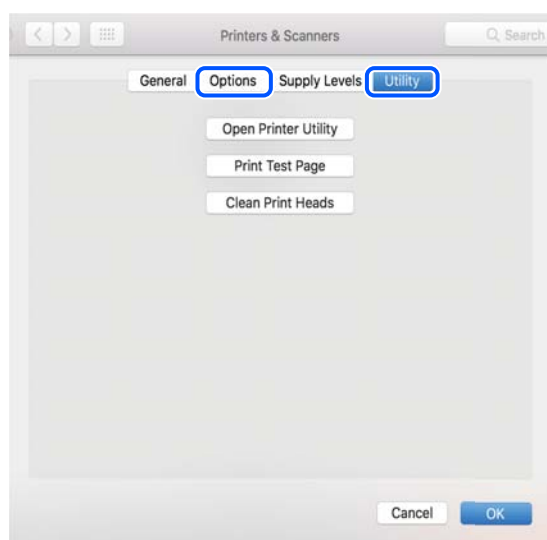 Printers & Scanners Search
General Options Supply Levels Utility
Open Printer Utility
Print Test Page
Clean Print Heads
Cancel OK